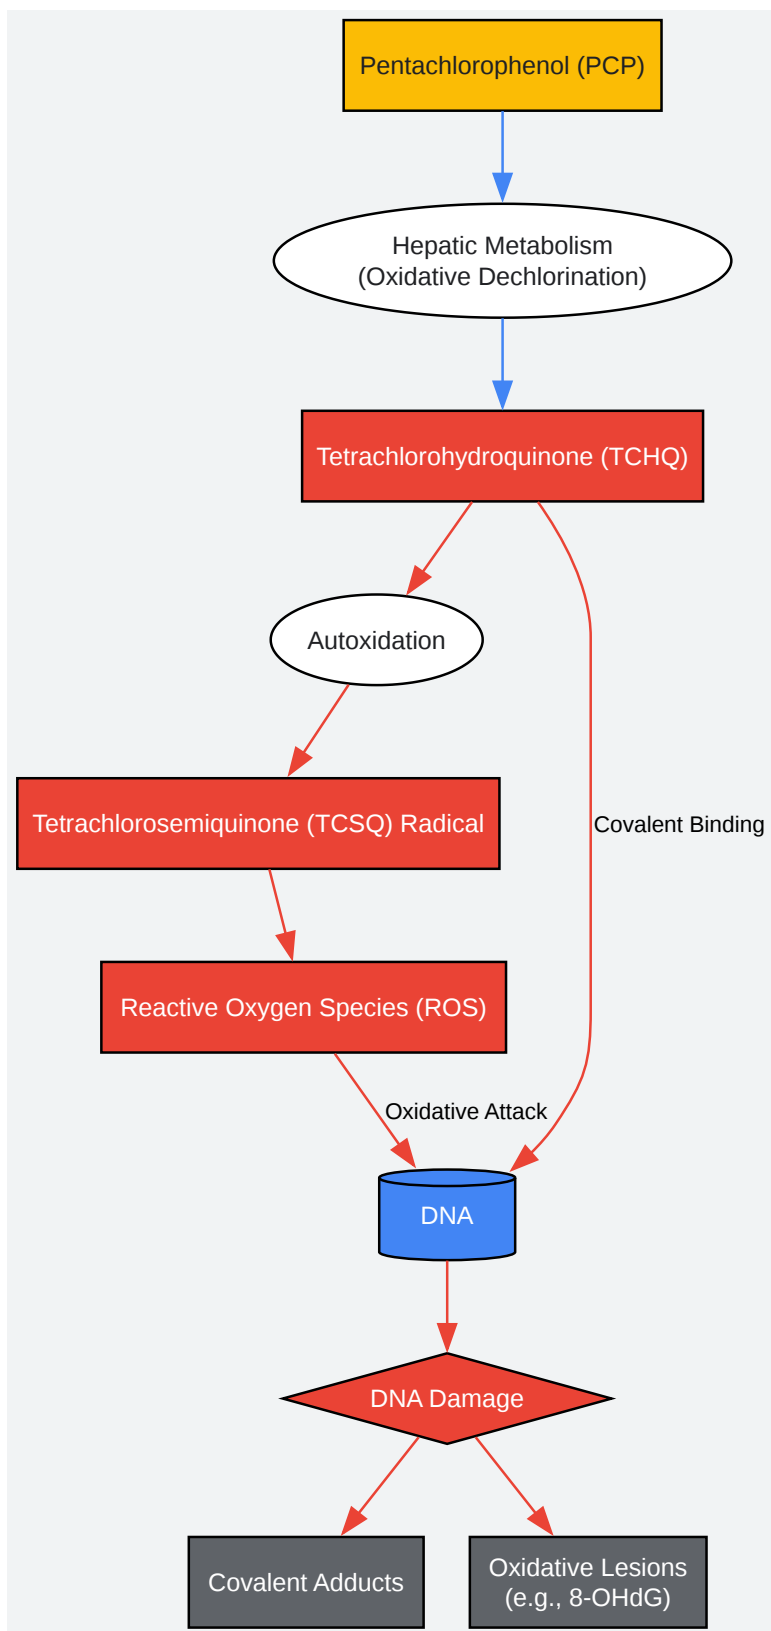 Pentachlorophenol (PCP)
Hepatic Metabolism
(Oxidative Dechlorination)
Tetrachlorohydroquinone (TCHQ)
Autoxidation
Tetrachlorosemiquinone (TCSQ) Radical
Covalent Binding
Reactive Oxygen Species (ROS)
Oxidative Attack
DNA
DNA Damage
Covalent Adducts
Oxidative Lesions
(e.g., 8-OHdG)